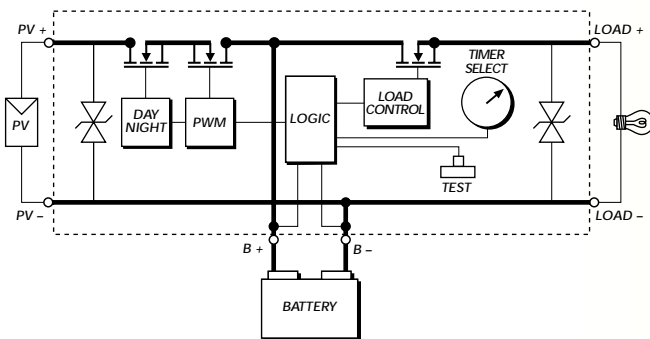 PV +
LOAD +
TIMER
SELECT
PV
DAY
NIGHT
PWM
LOGIC
LOAD
CONTROL
TEST
PV –
LOAD –
B +
B –
BATTERY